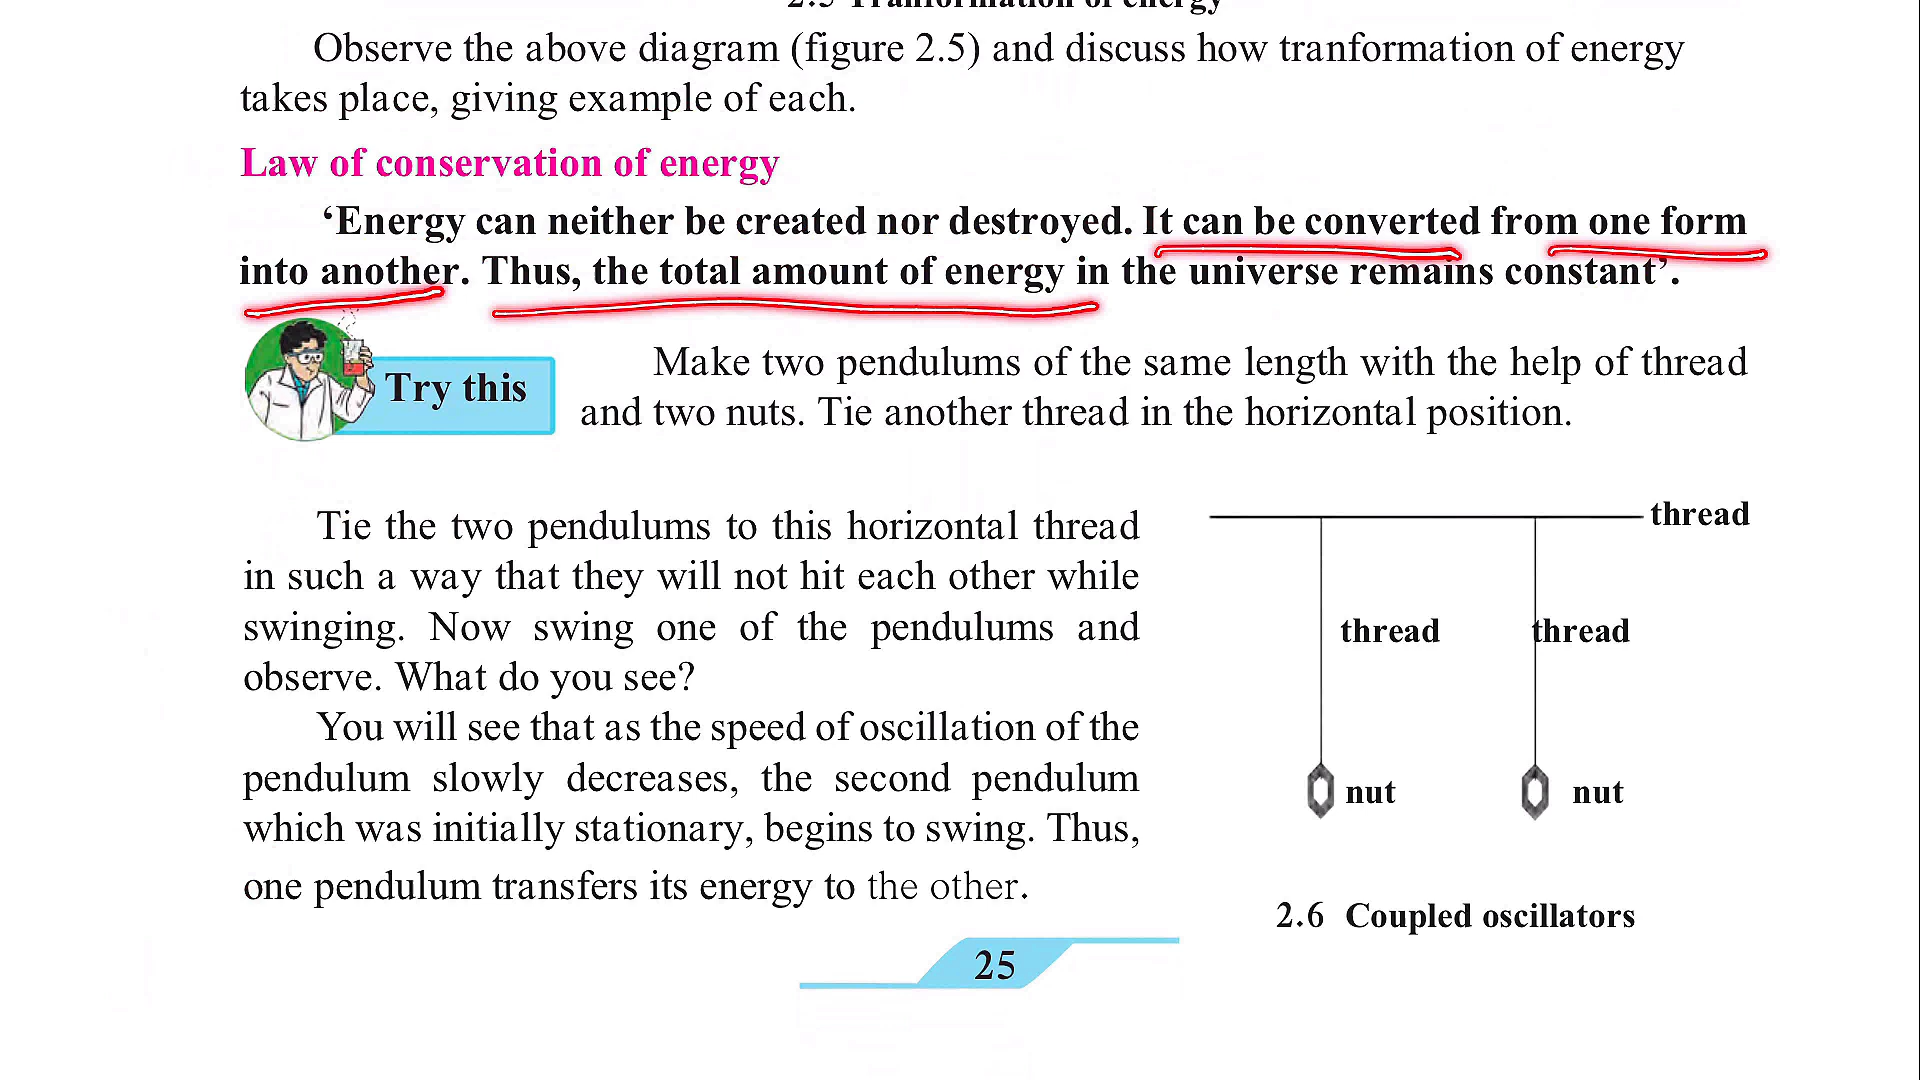 2.5 Tranformation of energy
Observe the above diagram (figure 2.5) and discuss how tranformation of energy
takes place, giving example of each.
Law of conservation of energy
‘Energy can neither be created nor destroyed. It can be converted from one form
into another. Thus, the total amount of energy in the universe remains constant’.
Try this
Make two pendulums of the same length with the help of thread
and two nuts. Tie another thread in the horizontal position.
Tie the two pendulums to this horizontal thread
in such a way that they will not hit each other while
swinging. Now swing one of the pendulums and
observe. What do you see?
You will see that as the speed of oscillation of the
pendulum slowly decreases, the second pendulum
which was initially stationary, begins to swing. Thus,
one pendulum transfers its energy to the other.
thread
thread thread
nut nut
2.6 Coupled oscillators
25